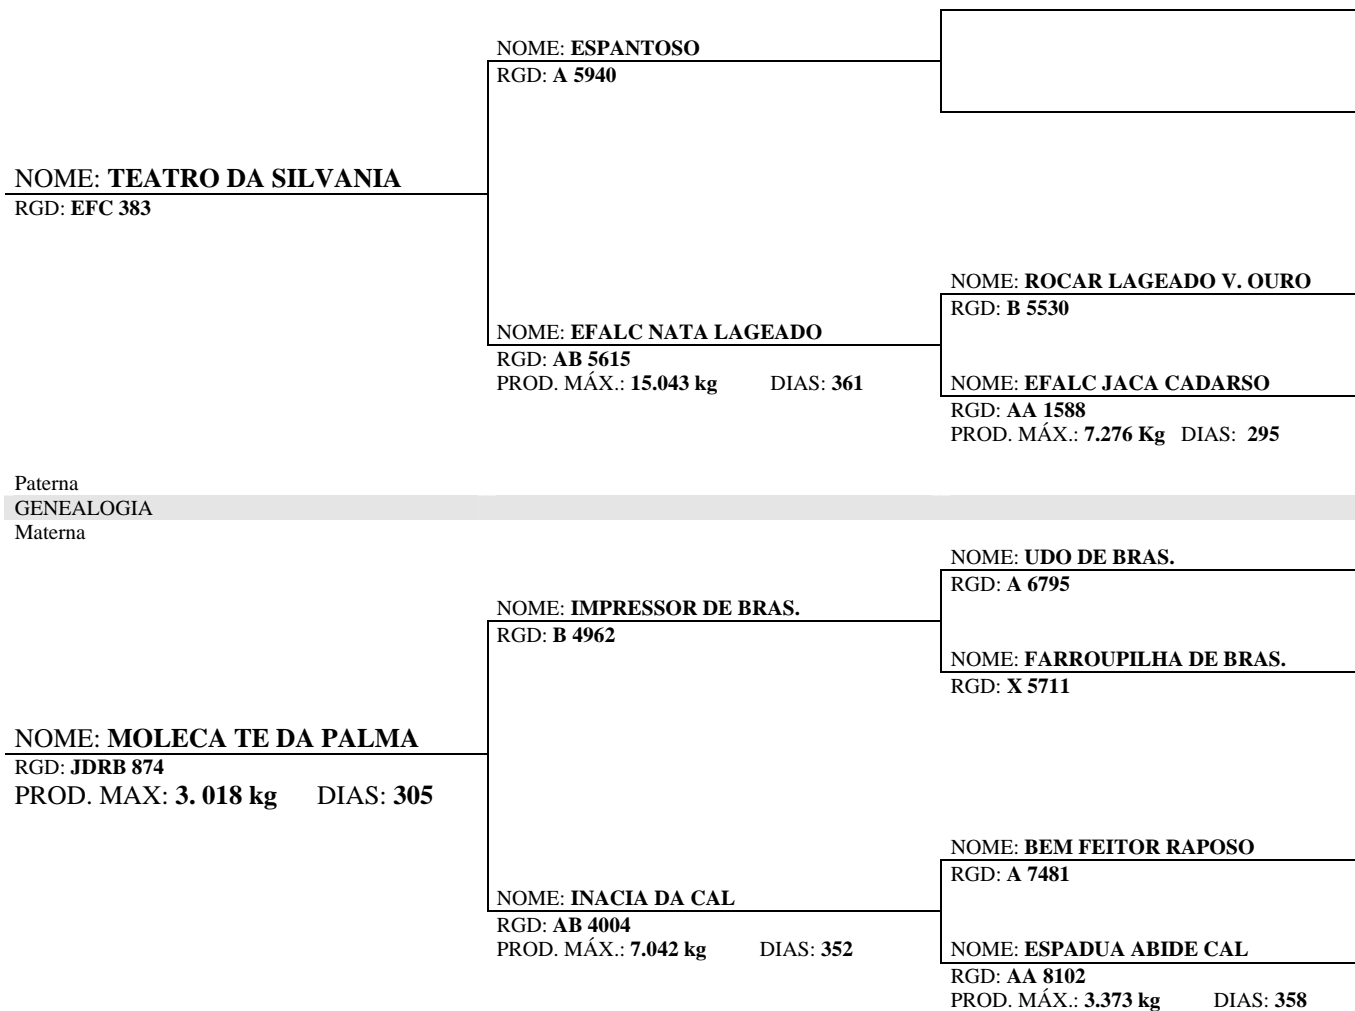 NOME: ESPANTOSO
RGD: A 5940
NOME: TEATRO DA SILVANIA
RGD: EFC 383
NOME: ROCAR LAGEADO V. OURO
RGD: B 5530
NOME: EFALC NATA LAGEADO
RGD: AB 5615
PROD. MÁX.: 15.043 kg DIAS: 361
NOME: EFALC JACA CADARSO
RGD: AA 1588
PROD. MÁX.: 7.276 Kg DIAS: 295
Paterna
GENEALOGIA
Materna
NOME: UDO DE BRAS.
RGD: A 6795
NOME: IMPRESSOR DE BRAS.
RGD: B 4962
NOME: FARROUPILHA DE BRAS.
RGD: X 5711
NOME: MOLECA TE DA PALMA
RGD: JDRB 874
PROD. MAX: 3. 018 kg DIAS: 305
NOME: BEM FEITOR RAPOSO
RGD: A 7481
NOME: INACIA DA CAL
RGD: AB 4004
PROD. MÁX.: 7.042 kg DIAS: 352
NOME: ESPADUA ABIDE CAL
RGD: AA 8102
PROD. MÁX.: 3.373 kg DIAS: 358